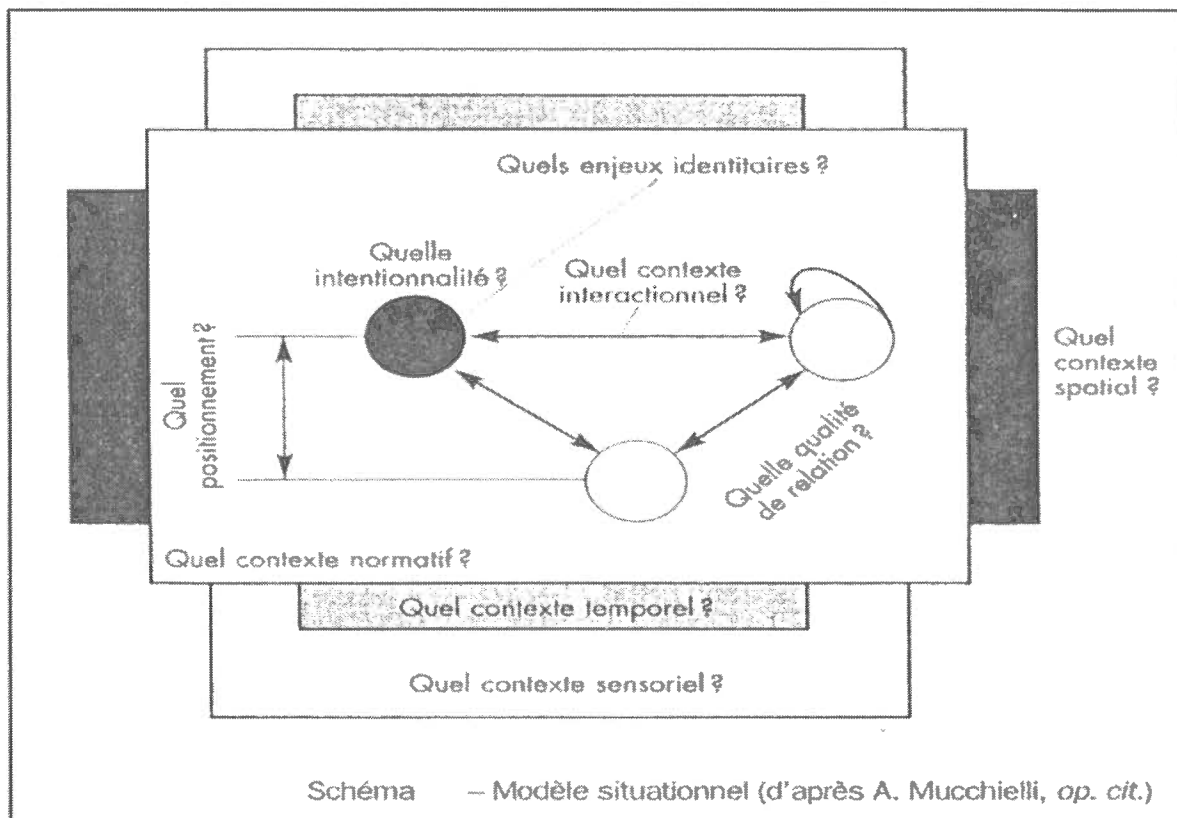 Quels enjeux identitaires ?
Quelle
intentionnalité ?
Quel contexte
interactionnel ?
Quel
positionnement ?
Quel
contexte
spatial ?
Quelle qualité
de relation ?
Quel contexte normatif ?
Quel contexte temporel ?
Quel contexte sensoriel ?
Schéma – Modèle situationnel (d'après A. Mucchielli, op. cit.)